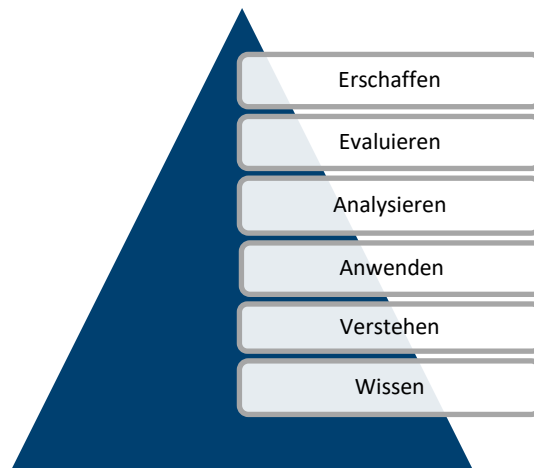 Erschaffen
Evaluieren
Analysieren
Anwenden
Verstehen
Wissen